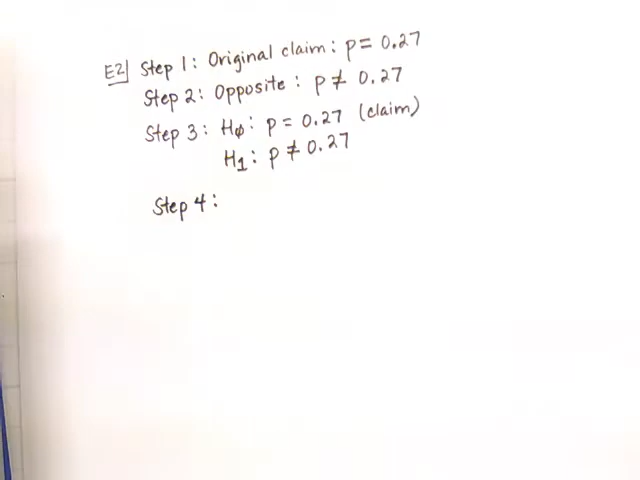 E2| Step 1: Original claim: p = 0.27
Step 2: Opposite: p ≠ 0.27
Step 3: Hø: p = 0.27 (claim)
H1: p ≠ 0.27
Step 4: